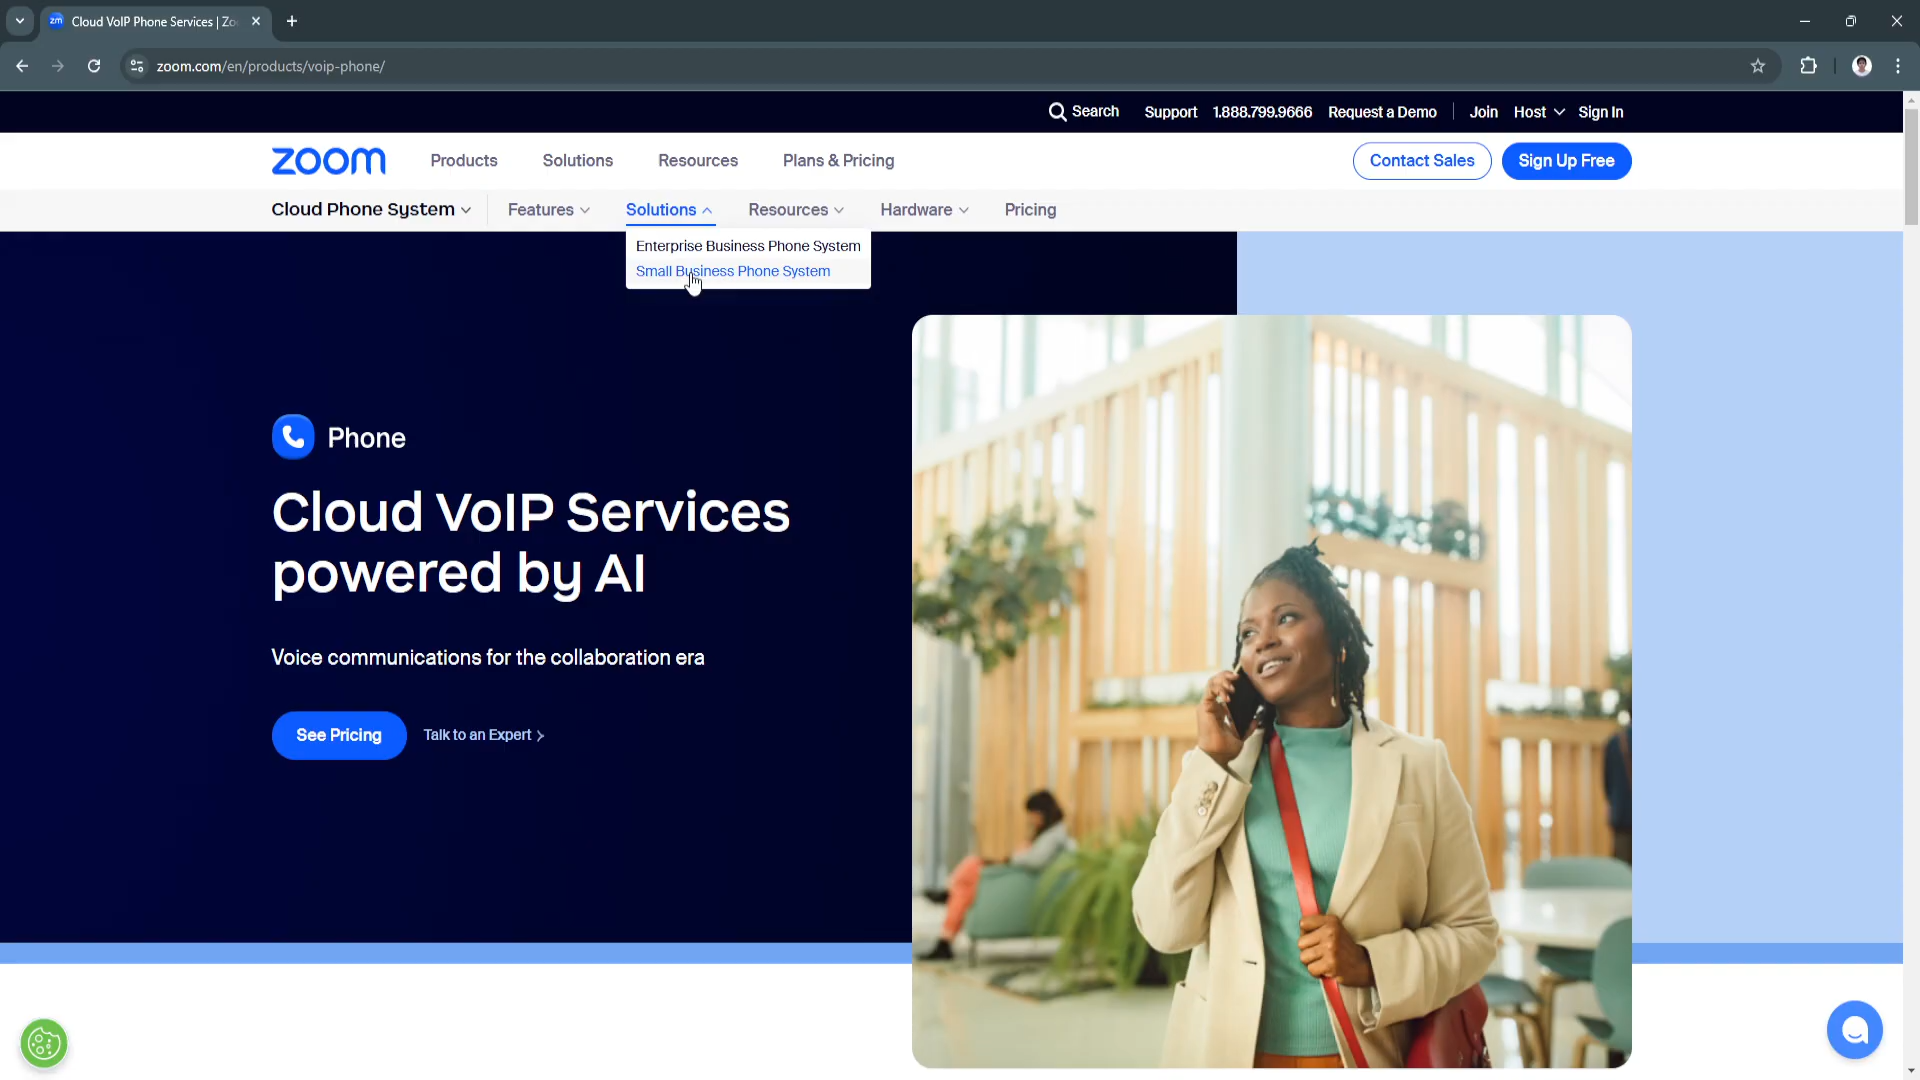 zm Cloud VoIP Phone Services | Zo
zoom.com/en/products/voip-phone/
Search Support 1.888.799.9666 Request a Demo Join Host Sign In
zoom Products Solutions Resources Plans & Pricing Contact Sales Sign Up Free
Cloud Phone System Features Solutions Resources Hardware Pricing
Enterprise Business Phone System
Small Business Phone System
Phone
Cloud VoIP Services
powered by AI
Voice communications for the collaboration era
See Pricing Talk to an Expert